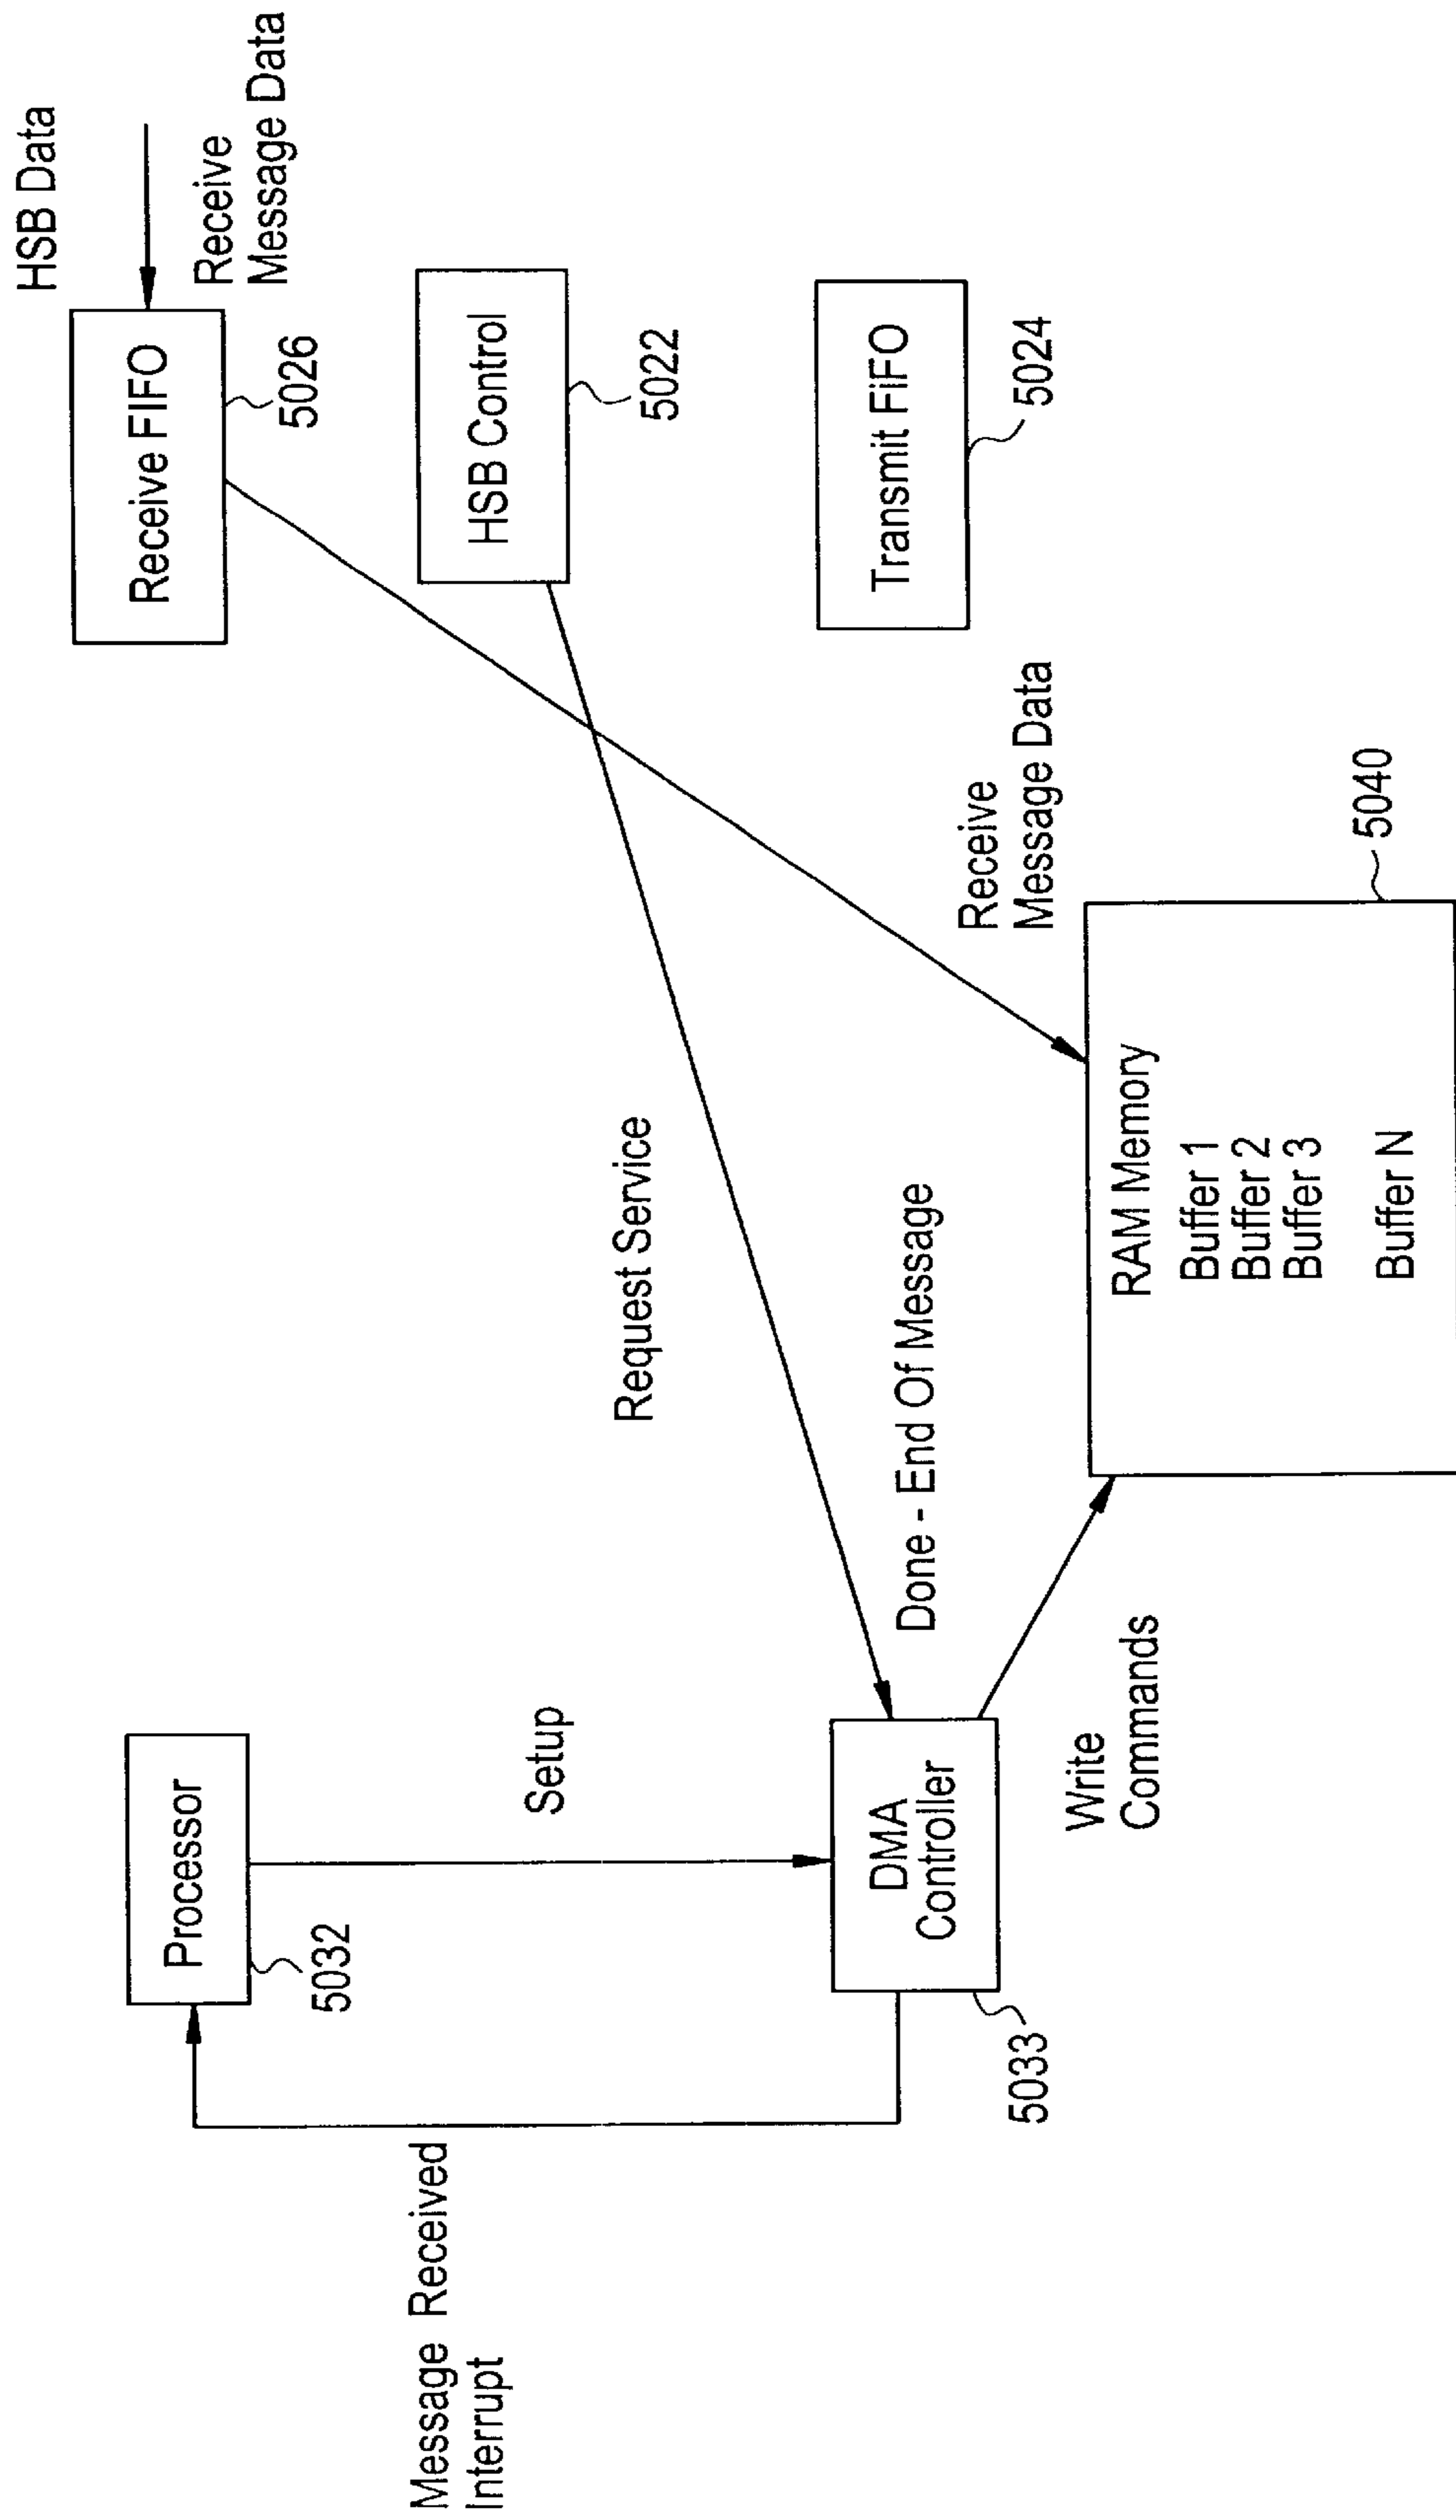 Message Received
Interrupt
Processor
5032
Setup
DMA
Controller
5033
Write
Commands
Request Service
Done - End Of Message
RAM Memory
Buffer 1
Buffer 2
Buffer 3
Buffer N
5040
Receive
Message Data
HSB Data
Receive FIFO
5026
Receive
Message Data
HSB Control
5022
Transmit FiFO
5024